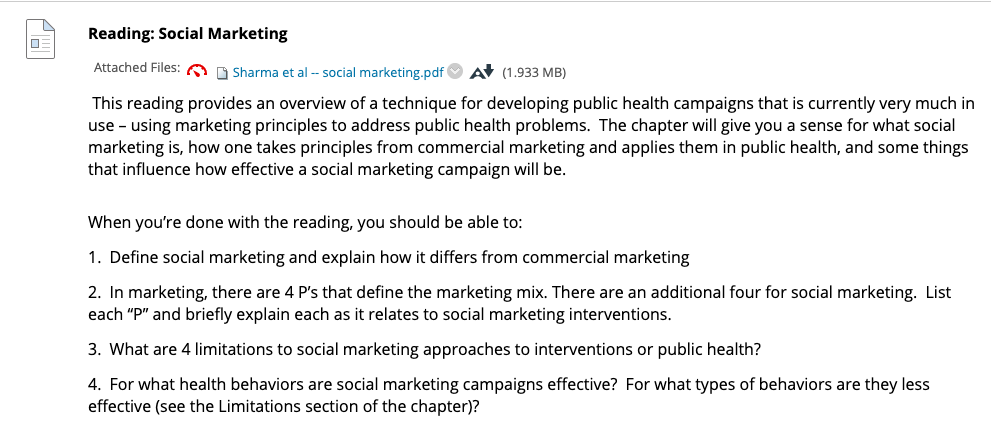 Reading: Social Marketing
Attached Files: Sharma et al -- social marketing.pdf (1.933 MB)
This reading provides an overview of a technique for developing public health campaigns that is currently very much in
use – using marketing principles to address public health problems.  The chapter will give you a sense for what social
marketing is, how one takes principles from commercial marketing and applies them in public health, and some things
that influence how effective a social marketing campaign will be.
When you’re done with the reading, you should be able to:
1.  Define social marketing and explain how it differs from commercial marketing
2.  In marketing, there are 4 P’s that define the marketing mix. There are an additional four for social marketing.  List
each “P” and briefly explain each as it relates to social marketing interventions.
3.  What are 4 limitations to social marketing approaches to interventions or public health?
4.  For what health behaviors are social marketing campaigns effective?  For what types of behaviors are they less
effective (see the Limitations section of the chapter)?